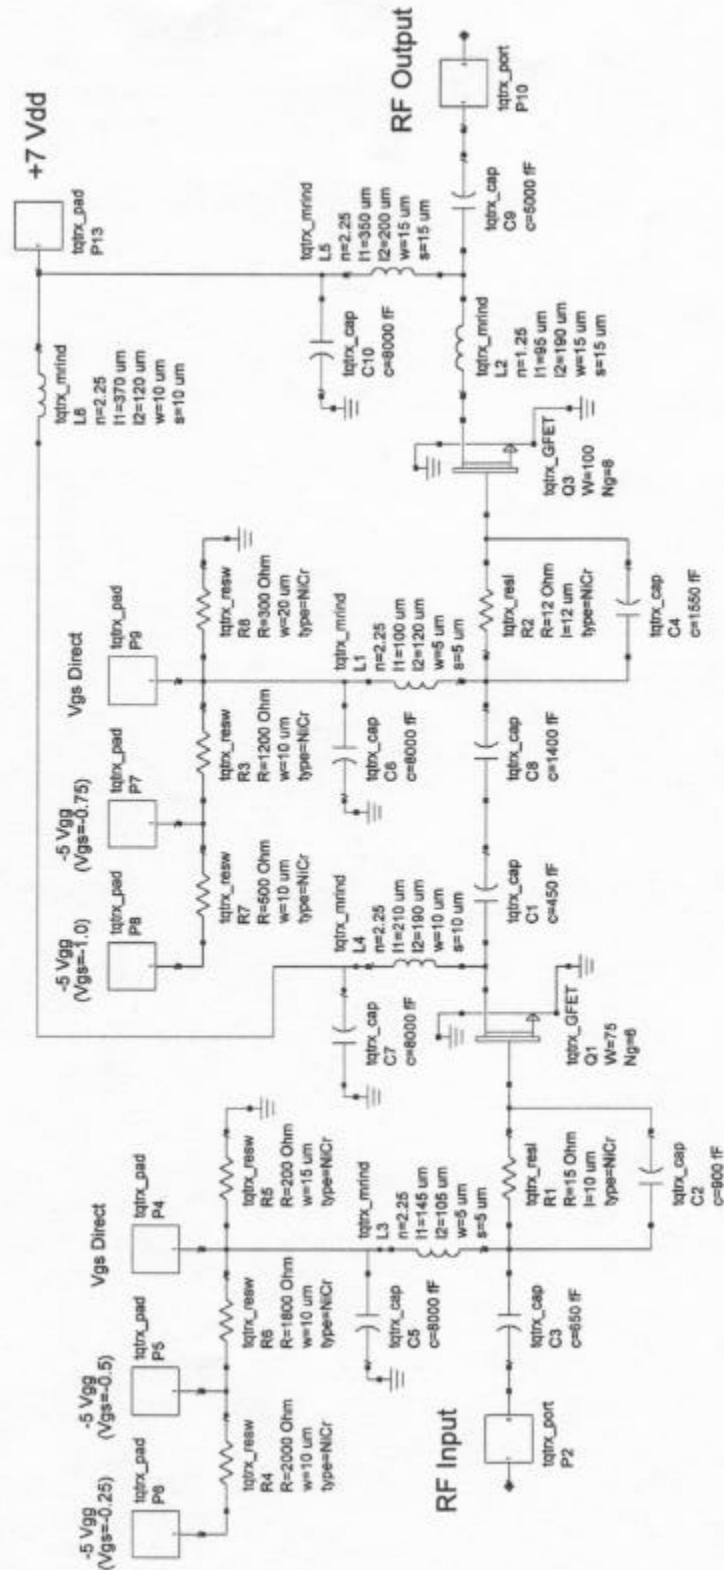 +7 Vdd
tqtrx_pad
P13
RF Output
tqtrx_port
P10
tqtrx_cap
C9
c=5000 fF
tqtrx_mrind
L5
n=2.25
l1=350 um
l2=200 um
w=15 um
s=15 um
tqtrx_cap
C10
c=8000 fF
tqtrx_mrind
L2
n=1.25
l1=95 um
l2=190 um
w=15 um
s=15 um
tqtrx_mrind
L6
n=2.25
l1=370 um
l2=120 um
w=10 um
s=10 um
tqtrx_GFET
Q3
W=100
Ng=8
Vgs Direct
tqtrx_pad
P9
-5 Vgg
(Vgs=-0.75)
tqtrx_pad
P7
-5 Vgg
(Vgs=-1.0)
tqtrx_pad
P8
tqtrx_resw
R8
R=300 Ohm
w=20 um
type=NiCr
tqtrx_resw
R3
R=1200 Ohm
w=10 um
type=NiCr
tqtrx_resw
R7
R=500 Ohm
w=10 um
type=NiCr
tqtrx_mrind
L1
n=2.25
l1=100 um
l2=120 um
w=5 um
s=5 um
tqtrx_cap
C6
c=8000 fF
tqtrx_resl
R2
R=12 Ohm
l=12 um
type=NiCr
tqtrx_cap
C4
c=1550 fF
tqtrx_cap
C8
c=1400 fF
tqtrx_cap
C1
c=450 fF
tqtrx_mrind
L4
n=2.25
l1=210 um
l2=190 um
w=10 um
s=10 um
tqtrx_cap
C7
c=8000 fF
tqtrx_GFET
Q1
W=75
Ng=6
Vgs Direct
tqtrx_pad
P4
-5 Vgg
(Vgs=-0.5)
tqtrx_pad
P5
-5 Vgg
(Vgs=-0.25)
tqtrx_pad
P6
tqtrx_resw
R5
R=200 Ohm
w=15 um
type=NiCr
tqtrx_resw
R6
R=1800 Ohm
w=10 um
type=NiCr
tqtrx_resw
R4
R=2000 Ohm
w=10 um
type=NiCr
tqtrx_mrind
L3
n=2.25
l1=145 um
l2=105 um
w=5 um
s=5 um
tqtrx_cap
C5
c=8000 fF
tqtrx_resl
R1
R=15 Ohm
l=10 um
type=NiCr
tqtrx_cap
C2
c=900 fF
tqtrx_cap
C3
c=650 fF
RF Input
tqtrx_port
P2